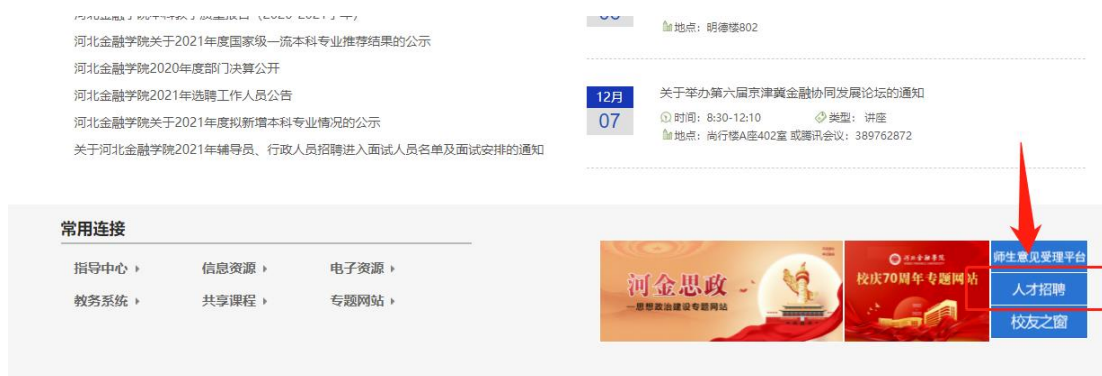 河北金融学院关于2021年度国家级一流本科专业推荐结果的公示
河北金融学院2020年度部门决算公开
河北金融学院2021年选聘工作人员公告
河北金融学院关于2021年度拟新增本科专业情况的公示
关于河北金融学院2021年辅导员、行政人员招聘进入面试人员名单及面试安排的通知
地点：明德楼802
12月
07
关于举办第六届京津冀金融协同发展论坛的通知
时间：8:30-12:10 类型：讲座
地点：尚行楼A座402室 或腾讯会议：389762872
常用连接
指导中心 信息资源 电子资源
教务系统 共享课程 专题网站
河金思政
—思想政治建设专题网站
河北金融学院
校庆70周年专题网站
师生意见受理平台
人才招聘
校友之窗